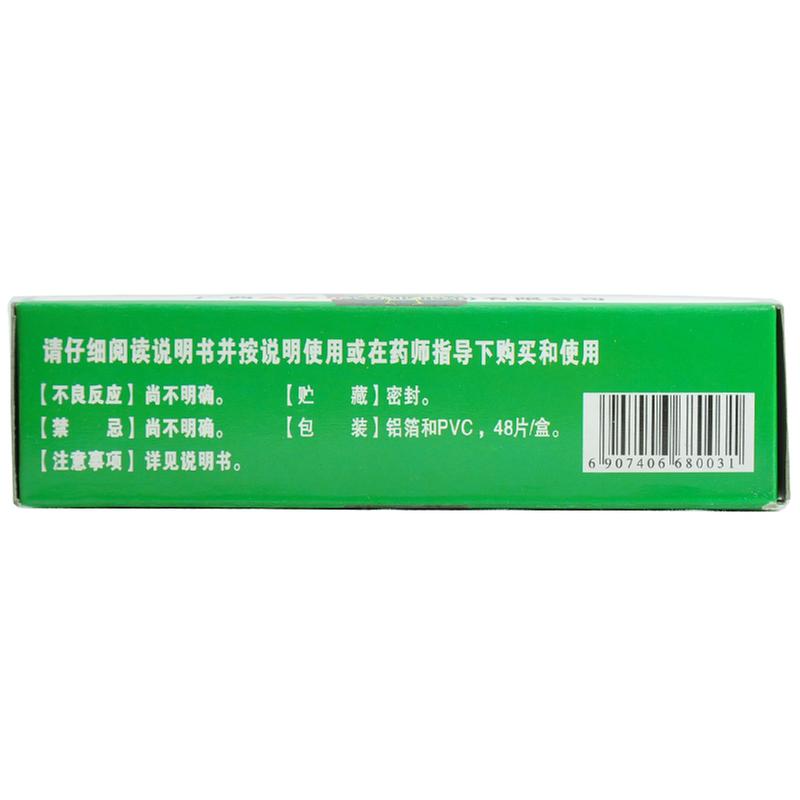 请仔细阅读说明书并按说明使用或在药师指导下购买和使用
【不良反应】尚不明确。 【贮 藏】密封。
【禁 忌】尚不明确。 【包 装】铝箔和PVC，48片/盒。
【注意事项】详见说明书。
6 907406 680031